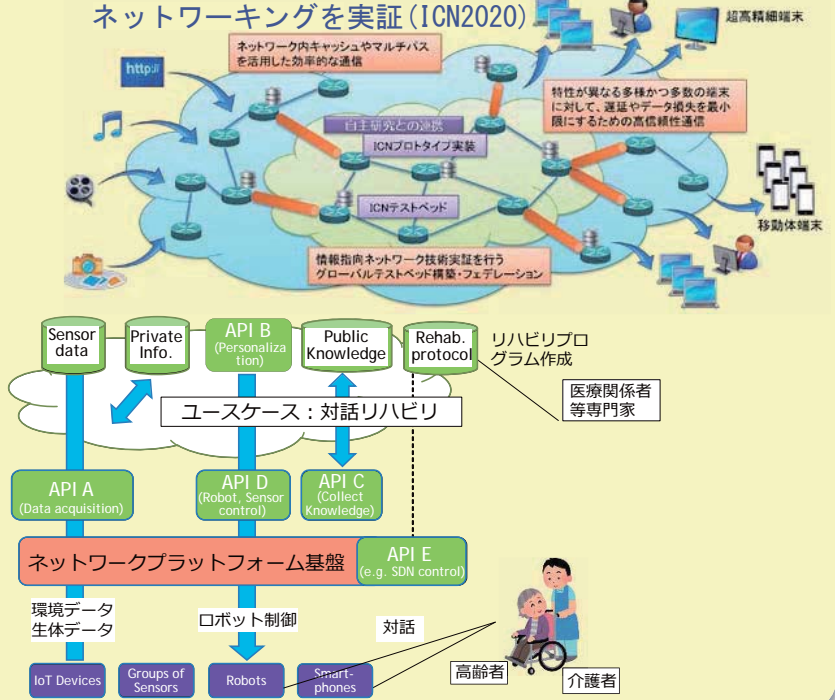 ネットワーキングを実証(ICN2020)
超高精細端末
ネットワーク内キャッシュやマルチパス
を活用した効率的な通信
http://
特性が異なる多様かつ多数の端末
に対して、遅延やデータ損失を最小
限にするための高信頼性通信
自主研究との連携
ICNプロトタイプ実装
ICNテストベッド
移動体端末
情報指向ネットワーク技術実証を行う
グローバルテストベッド構築・フェデレーション
Sensor
data
Private
Info.
API B
(Personaliza
tion)
Public
Knowledge
Rehab.
protocol
リハビリプロ
グラム作成
医療関係者
等専門家
ユースケース：対話リハビリ
API A
(Data acquisition)
API D
(Robot, Sensor
control)
API C
(Collect
Knowledge)
ネットワークプラットフォーム基盤
API E
(e.g. SDN control)
環境データ
生体データ
ロボット制御
対話
高齢者
介護者
IoT Devices
Groups of
Sensors
Robots
Smart-
phones